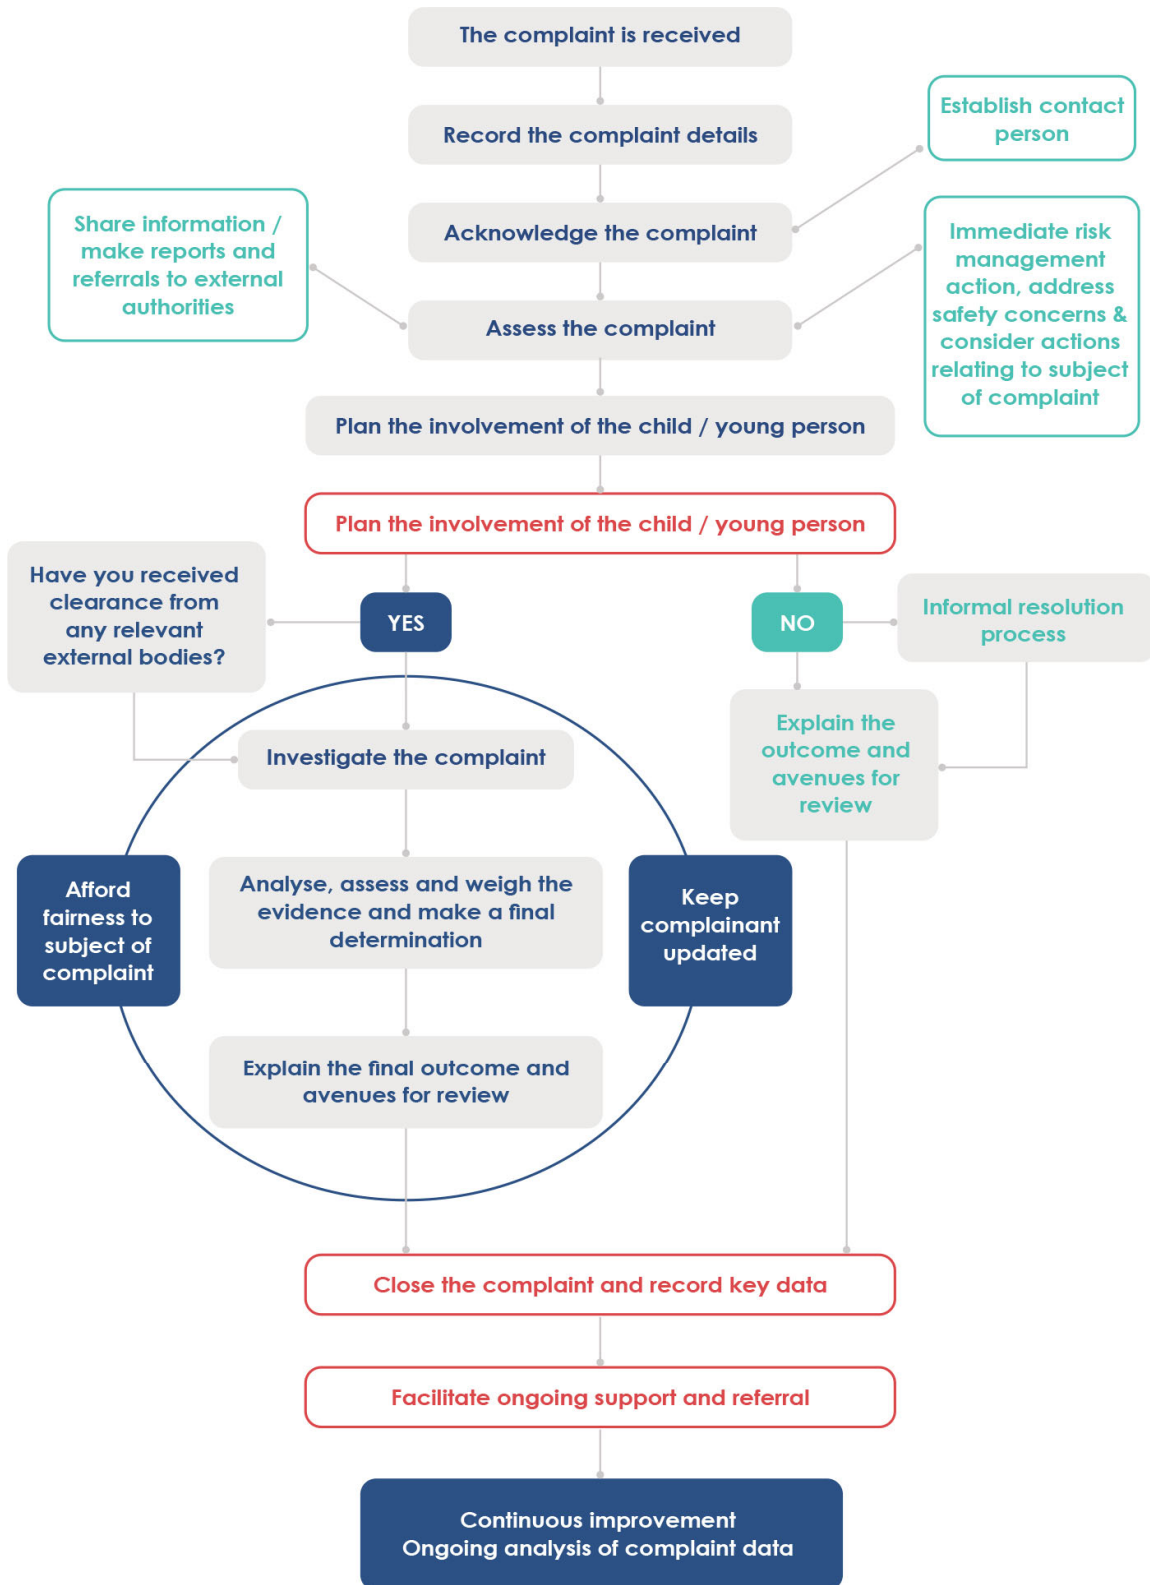 The complaint is received
Record the complaint details
Establish contact
person
Acknowledge the complaint
Share information /
make reports and
referrals to external
authorities
Immediate risk
management
action, address
safety concerns &
consider actions
relating to subject
of complaint
Assess the complaint
Plan the involvement of the child / young person
Plan the involvement of the child / young person
Have you received
clearance from
any relevant
external bodies?
YES
NO
Informal resolution
process
Investigate the complaint
Explain the
outcome and
avenues for
review
Afford
fairness to
subject of
complaint
Analyse, assess and weigh the
evidence and make a final
determination
Keep
complainant
updated
Explain the final outcome and
avenues for review
Close the complaint and record key data
Facilitate ongoing support and referral
Continuous improvement
Ongoing analysis of complaint data